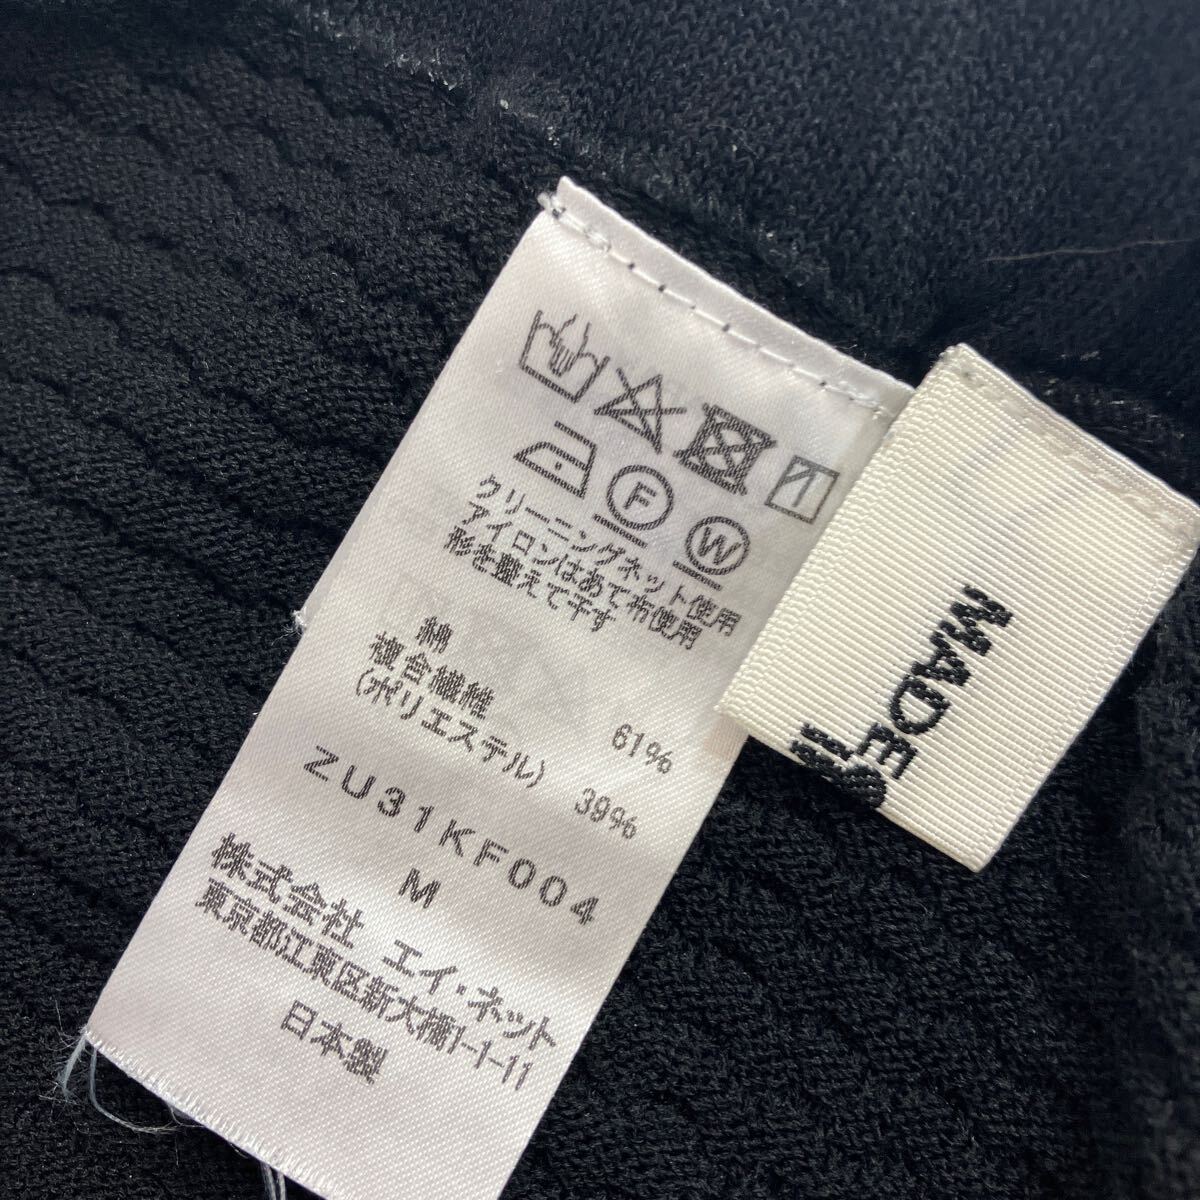 F W
クリーニングネット使用
アイロンはあて布使用
形を整えて干す
綿 61%
複合繊維
(ポリエステル) 39%
ZU31KF004
M
株式会社 エイ・ネット
東京都江東区新大橋1-1-11
日本製
MADE